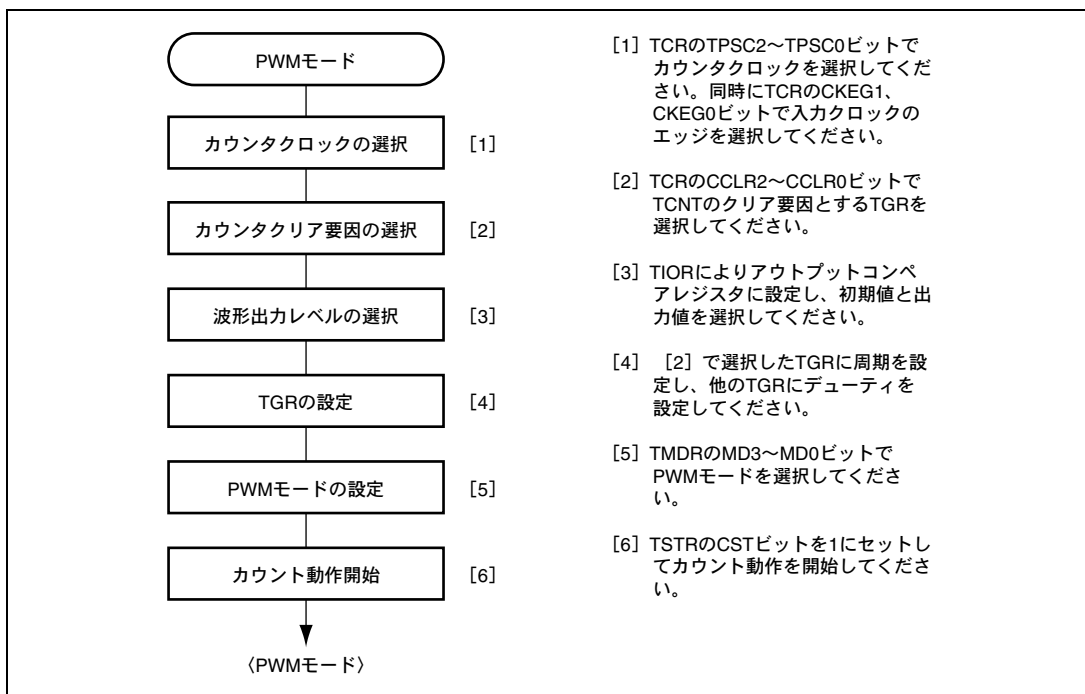 PWMモード
カウンタクロックの選択 [1]
カウンタクリア要因の選択 [2]
波形出力レベルの選択 [3]
TGRの設定 [4]
PWMモードの設定 [5]
カウント動作開始 [6]
〈PWMモード〉
[1] TCRのTPSC2～TPSC0ビットで
カウンタクロックを選択してくだ
さい。同時にTCRのCKEG1、
CKEG0ビットで入力クロックの
エッジを選択してください。
[2] TCRのCCLR2～CCLR0ビットで
TCNTのクリア要因とするTGRを
選択してください。
[3] TIORによりアウトプットコンペ
アレジスタに設定し、初期値と出
力値を選択してください。
[4] [2]で選択したTGRに周期を設
定し、他のTGRにデューティを
設定してください。
[5] TMDRのMD3～MD0ビットで
PWMモードを選択してくださ
い。
[6] TSTRのCSTビットを1にセットし
てカウント動作を開始してくださ
い。